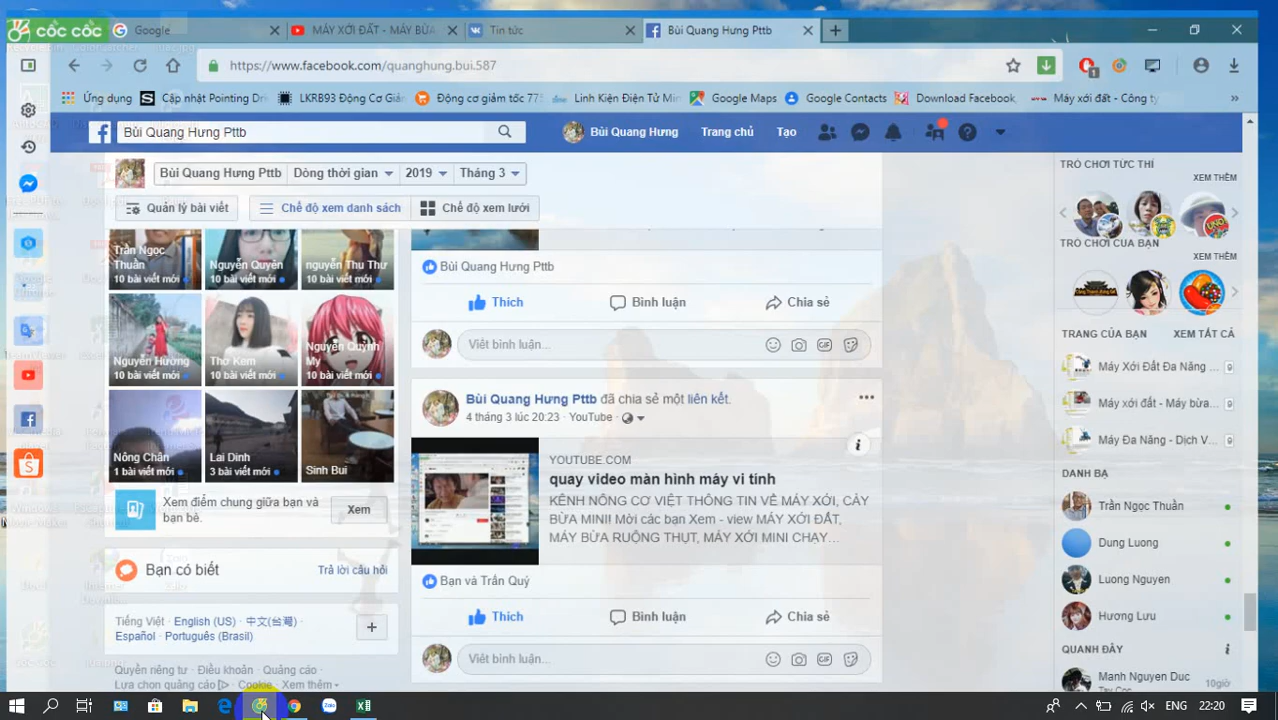 cốc cốc
Google
MÁY XỚI ĐẤT - MÁY BỪA
Tin tức
Bùi Quang Hưng Pttb
https://www.facebook.com/quanghung.bui.587
1
Ứng dụng
Cập nhật Pointing Dri
LKRB93 Động Cơ Giản
Động cơ giảm tốc 775
Linh Kiện Điện Tử Min
Google Maps
Google Contacts
Download Facebook,
Máy xới đất - Công ty
Bùi Quang Hưng Pttb
Bùi Quang Hưng
Trang chủ
Tạo
Bùi Quang Hưng Pttb
Dòng thời gian
2019
Tháng 3
Quản lý bài viết
Chế độ xem danh sách
Chế độ xem lưới
Trần Ngọc Thuần
10 bài viết mới
Nguyễn Quyên
10 bài viết mới
nguyễn Thu Thư
10 bài viết mới
Nguyễn Hường
10 bài viết mới
Thơ Kem
10 bài viết mới
Nguyễn Quỳnh My
10 bài viết mới
Nông Chấn
1 bài viết mới
Lai Dinh
3 bài viết mới
Sinh Bui
Xem điểm chung giữa bạn và
bạn bè.
Xem
Bạn có biết
Trả lời câu hỏi
Tiếng Việt · English (US) · 中文(台灣) ·
Español · Português (Brasil)
Quyền riêng tư · Điều khoản · Quảng cáo ·
Lựa chọn quảng cáo · Cookie · Xem thêm
Bùi Quang Hưng Pttb
Thích
Bình luận
Chia sẻ
Viết bình luận...
GIF
Bùi Quang Hưng Pttb đã chia sẻ một liên kết.
4 tháng 3 lúc 20:23 · YouTube ·
YOUTUBE.COM
quay video màn hình máy vi tính
KÊNH NÔNG CƠ VIỆT THÔNG TIN VỀ MÁY XỚI, CÀY
BỪA MINI! Mời các bạn Xem - view MÁY XỚI ĐẤT,
MÁY BỪA RUỘNG THỤT, MÁY XỚI MINI CHẠY...
Bạn và Trần Quý
Thích
Bình luận
Chia sẻ
Viết bình luận...
GIF
TRÒ CHƠI TỨC THÌ
XEM THÊM
TRÒ CHƠI CỦA BẠN
XEM THÊM
TRANG CỦA BẠN
XEM TẤT CẢ
Máy Xới Đất Đa Năng ...
Máy xới đất - Máy bừa...
Máy Đa Năng - Dịch V...
DANH BẠ
Trần Ngọc Thuần
Dung Luong
Luong Nguyen
Hương Lưu
QUANH ĐÂY
Manh Nguyen Duc
Tay Coc
10giờ
Zalo
ENG
22:20